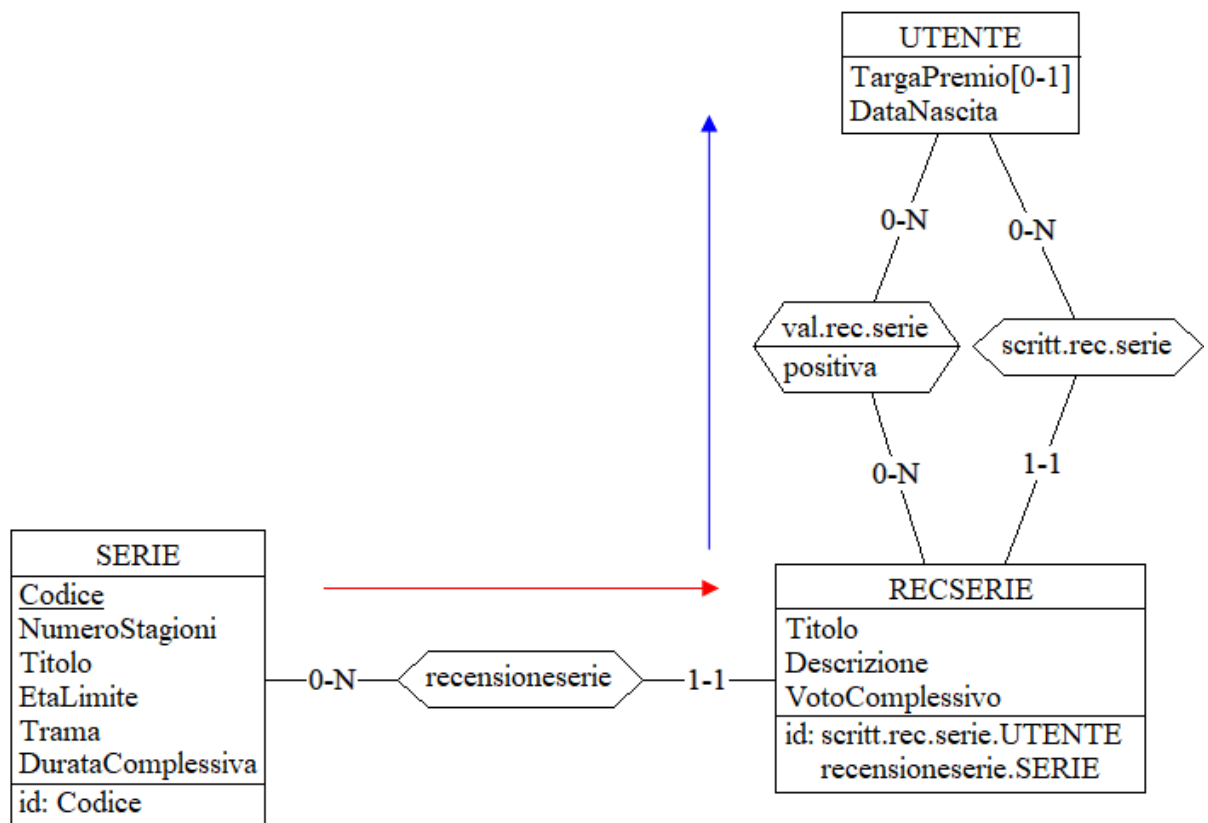 UTENTE
TargaPremio[0-1]
DataNascita
0-N
0-N
val.rec.serie
positiva
scritt.rec.serie
0-N
1-1
SERIE
Codice
NumeroStagioni
Titolo
EtaLimite
Trama
DurataComplessiva
id: Codice
0-N
recensioneserie
1-1
RECSERIE
Titolo
Descrizione
VotoComplessivo
id: scritt.rec.serie.UTENTE
recensioneserie.SERIE